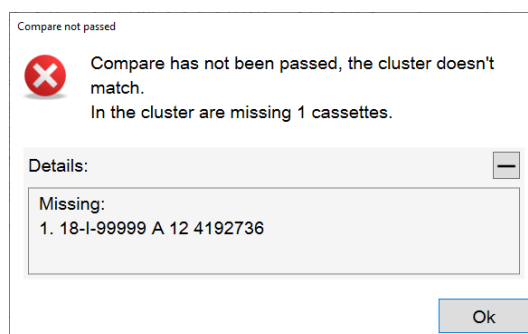 Compare not passed
Compare has not been passed, the cluster doesn't
match.
In the cluster are missing 1 cassettes.
Details:
Missing:
1. 18-I-99999 A 12 4192736
Ok